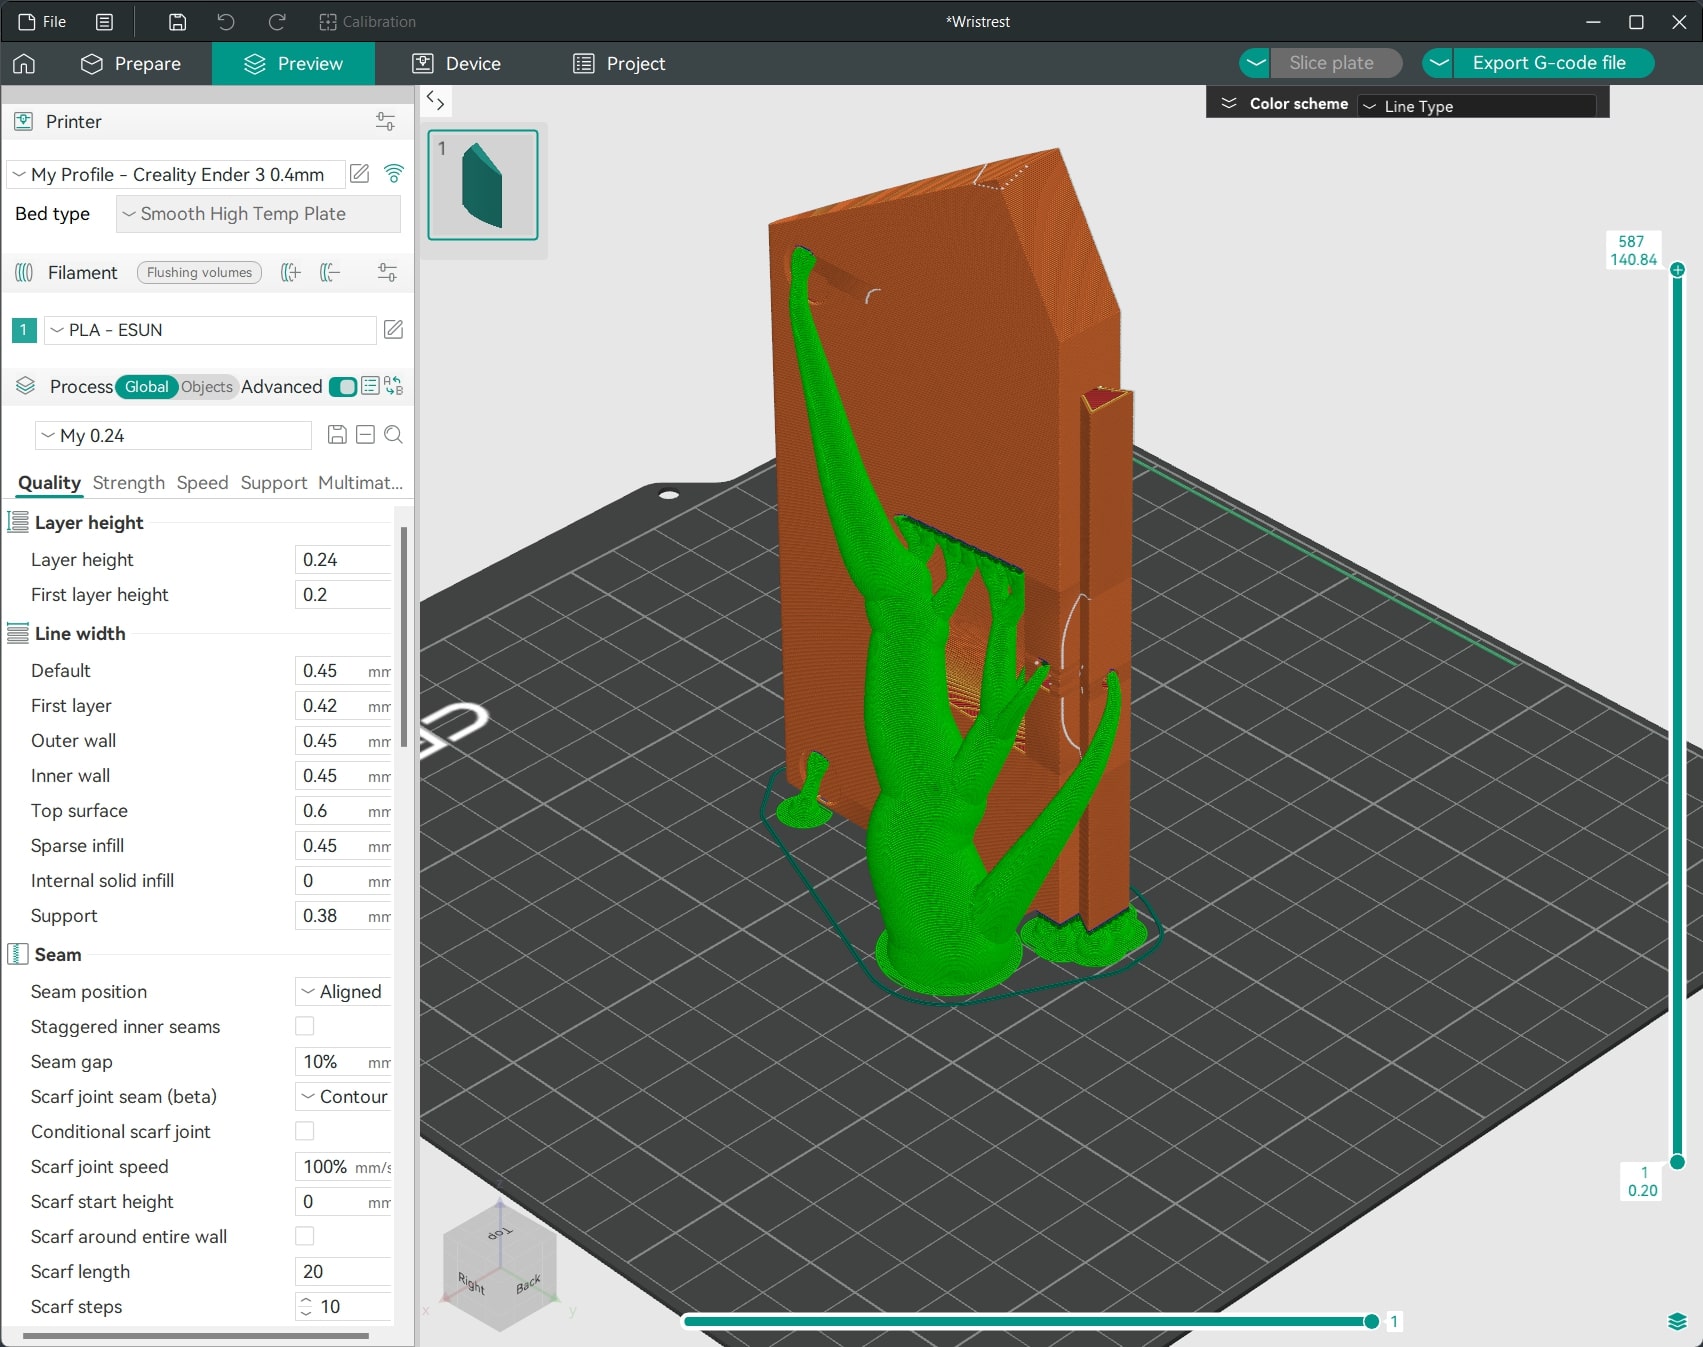 File
Calibration
*Wristrest
Prepare
Preview
Device
Project
Slice plate
Export G-code file
Printer
My Profile - Creality Ender 3 0.4mm
Bed type
Smooth High Temp Plate
Filament
Flushing volumes
1
PLA - ESUN
Process
Global
Objects
Advanced
My 0.24
Quality
Strength
Speed
Support
Multimat...
Layer height
Layer height 0.24
First layer height 0.2
Line width
Default 0.45 mm
First layer 0.42 mm
Outer wall 0.45 mm
Inner wall 0.45 mm
Top surface 0.6 mm
Sparse infill 0.45 mm
Internal solid infill 0 mm
Support 0.38 mm
Seam
Seam position Aligned
Staggered inner seams
Seam gap 10% mm
Scarf joint seam (beta) Contour
Conditional scarf joint
Scarf joint speed 100% mm/s
Scarf start height 0 mm
Scarf around entire wall
Scarf length 20
Scarf steps 10
1
Color scheme
Line Type
587
140.84
1
0.20
Top
Right
Back
z
x
y
1